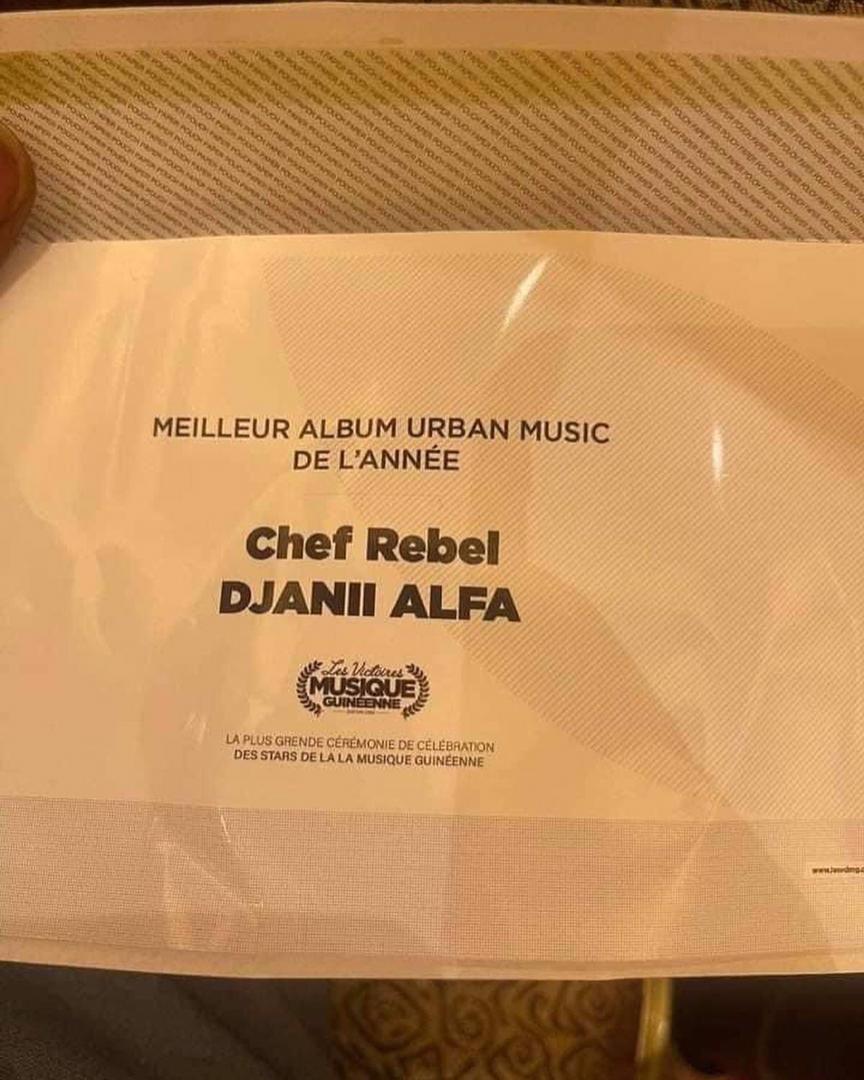 MEILLEUR ALBUM URBAN MUSIC
DE L'ANNÉE
Chef Rebel
DJANII ALFA
Les Victoires
MUSIQUE
GUINÉENNE
LA PLUS GRENDE CÉRÉMONIE DE CÉLÉBRATION
DES STARS DE LA LA MUSIQUE GUINÉENNE